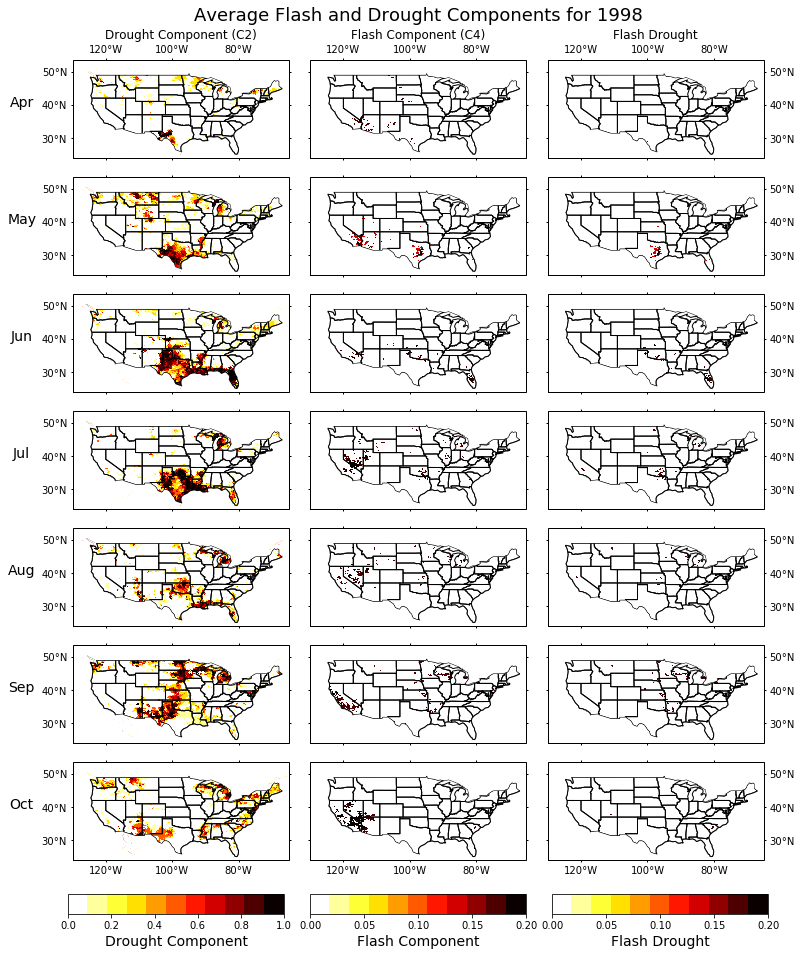 Average Flash and Drought Components for 1998
Drought Component (C2) Flash Component (C4) Flash Drought
120°W 100°W 80°W 120°W 100°W 80°W 120°W 100°W 80°W
50°N 50°N
Apr 40°N 40°N
30°N 30°N
50°N 50°N
May 40°N 40°N
30°N 30°N
50°N 50°N
Jun 40°N 40°N
30°N 30°N
50°N 50°N
Jul 40°N 40°N
30°N 30°N
50°N 50°N
Aug 40°N 40°N
30°N 30°N
50°N 50°N
Sep 40°N 40°N
30°N 30°N
50°N 50°N
Oct 40°N 40°N
30°N 30°N
120°W 100°W 80°W 120°W 100°W 80°W 120°W 100°W 80°W
0.0 0.2 0.4 0.6 0.8 1.0 0.00 0.05 0.10 0.15 0.20 0.00 0.05 0.10 0.15 0.20
Drought Component Flash Component Flash Drought